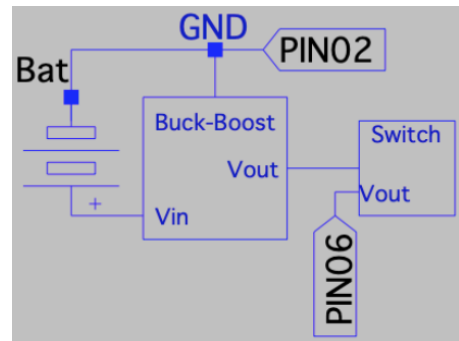 GND
PIN02
Bat
Buck-Boost
Switch
Vout
Vout
+
Vin
PIN06